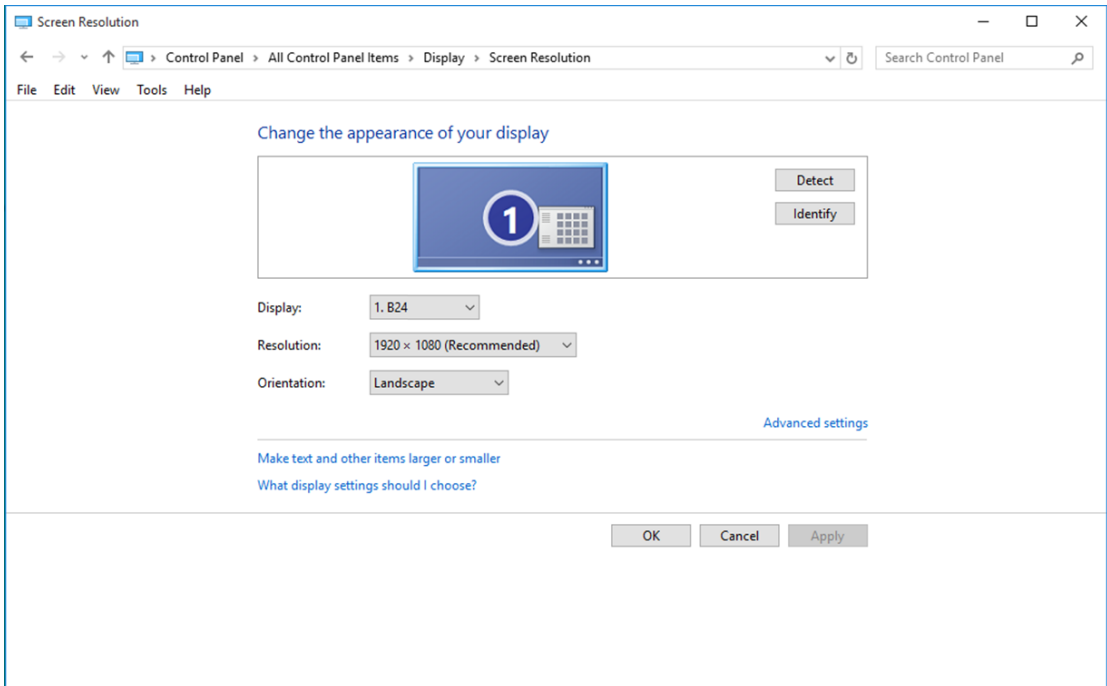 Screen Resolution
Control Panel > All Control Panel Items > Display > Screen Resolution
Search Control Panel
File Edit View Tools Help
Change the appearance of your display
1
Detect
Identify
Display: 1. B24
Resolution: 1920 × 1080 (Recommended)
Orientation: Landscape
Advanced settings
Make text and other items larger or smaller
What display settings should I choose?
OK Cancel Apply